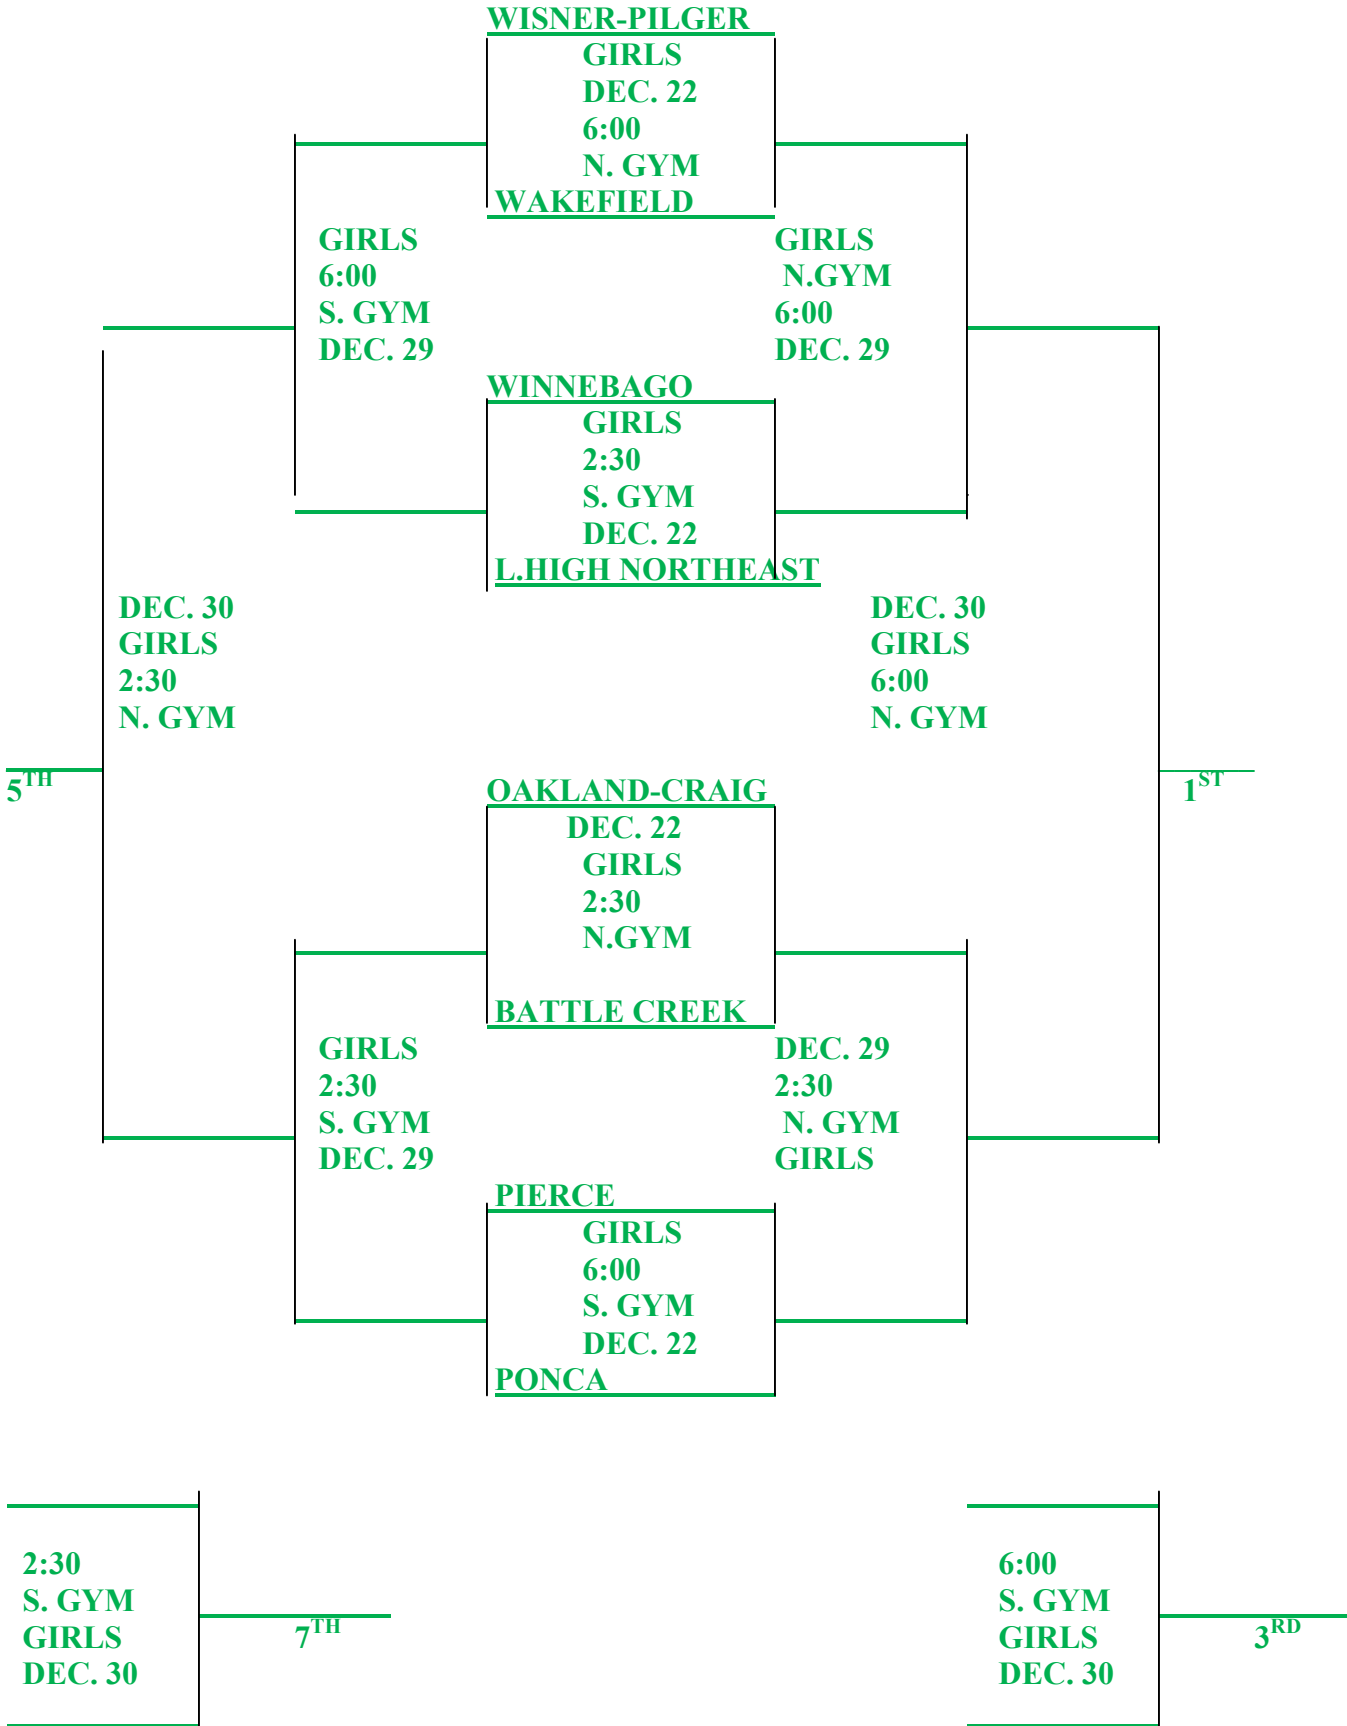 WISNER-PILGER
GIRLS
DEC. 22
6:00
N. GYM
WAKEFIELD
GIRLS
6:00
S. GYM
DEC. 29
GIRLS
N.GYM
6:00
DEC. 29
WINNEBAGO
GIRLS
2:30
S. GYM
DEC. 22
L.HIGH NORTHEAST
DEC. 30
GIRLS
2:30
N. GYM
DEC. 30
GIRLS
6:00
N. GYM
5TH
1ST
OAKLAND-CRAIG
DEC. 22
GIRLS
2:30
N.GYM
BATTLE CREEK
GIRLS
2:30
S. GYM
DEC. 29
DEC. 29
2:30
N. GYM
GIRLS
PIERCE
GIRLS
6:00
S. GYM
DEC. 22
PONCA
2:30
S. GYM
GIRLS
DEC. 30
7TH
6:00
S. GYM
GIRLS
DEC. 30
3RD